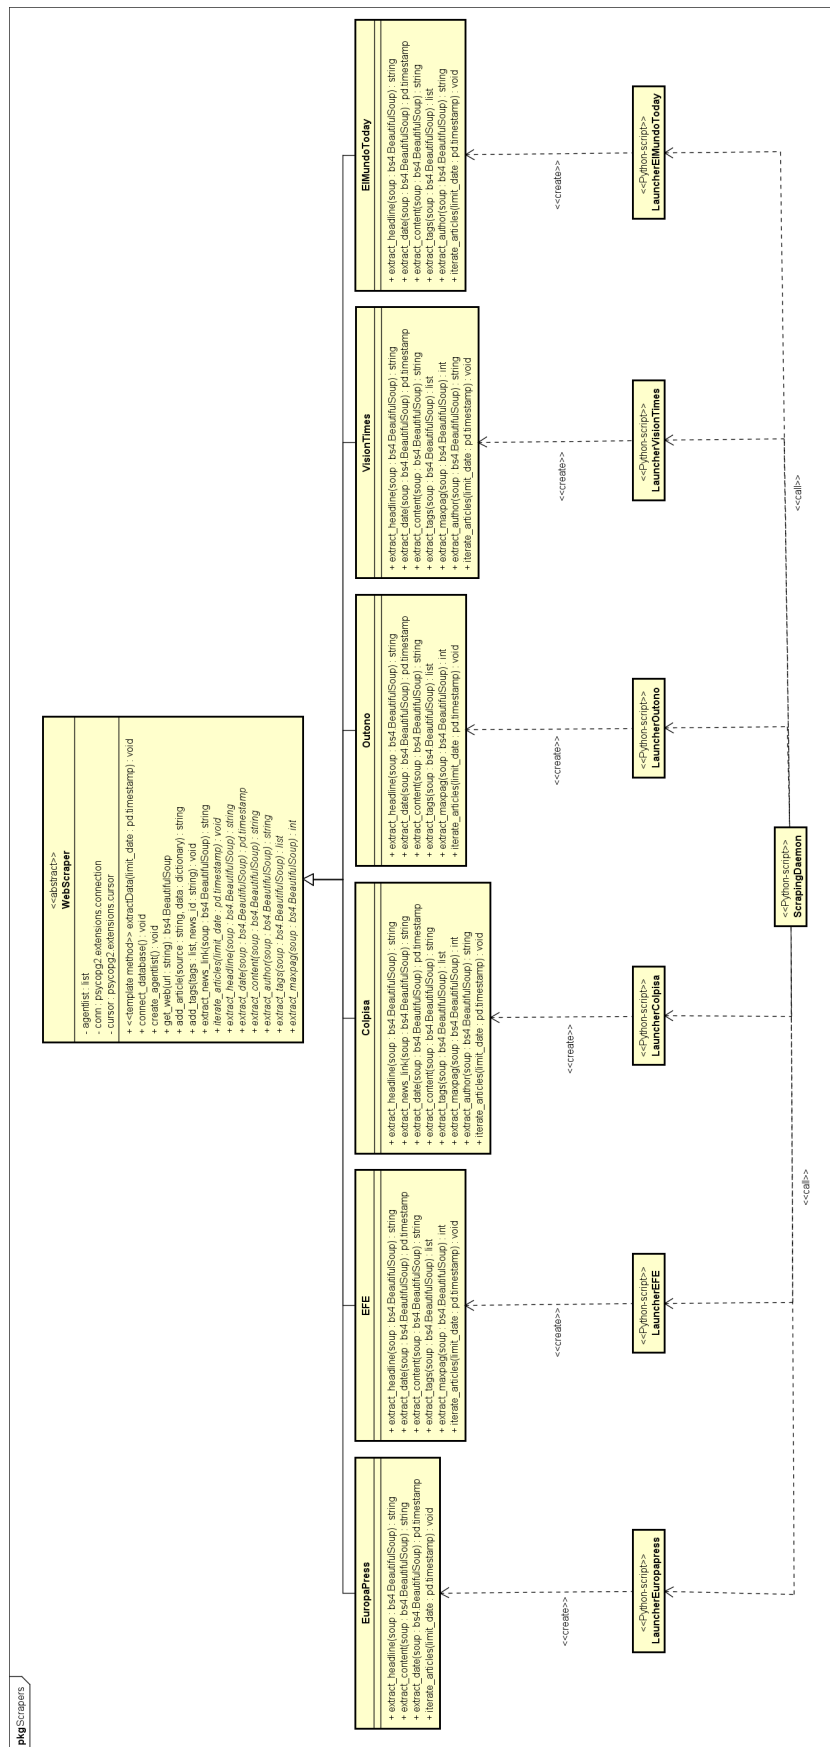 pkg Scrapers
<<abstract>>
WebScraper
- agentlist : list
- conn : psycopg2.extensions.connection
- cursor : psycopg2.extensions.cursor
+ <<template method>> extractData(limit_date : pd.timestamp) : void
+ connect_database() : void
+ create_agentlist() : void
+ get_web(url : string) : bs4.BeautifulSoup
+ add_article(source : string, data : dictionary) : string
+ add_tags(tags : list, news_id : string) : void
+ extract_news_link(soup : bs4.BeautifulSoup) : string
+ iterate_articles(limit_date : pd.timestamp) : void
+ extract_headline(soup : bs4.BeautifulSoup) : string
+ extract_date(soup : bs4.BeautifulSoup) : pd.timestamp
+ extract_content(soup : bs4.BeautifulSoup) : string
+ extract_author(soup : bs4.BeautifulSoup) : string
+ extract_tags(soup : bs4.BeautifulSoup) : list
+ extract_maxpag(soup : bs4.BeautifulSoup) : int
EuropaPress
+ extract_headline(soup : bs4.BeautifulSoup) : string
+ extract_content(soup : bs4.BeautifulSoup) : string
+ extract_date(soup : bs4.BeautifulSoup) : pd.timestamp
+ iterate_articles(limit_date : pd.timestamp) : void
EFE
+ extract_headline(soup : bs4.BeautifulSoup) : string
+ extract_date(soup : bs4.BeautifulSoup) : pd.timestamp
+ extract_content(soup : bs4.BeautifulSoup) : string
+ extract_tags(soup : bs4.BeautifulSoup) : list
+ extract_maxpag(soup : bs4.BeautifulSoup) : int
+ iterate_articles(limit_date : pd.timestamp) : void
Colpisa
+ extract_headline(soup : bs4.BeautifulSoup) : string
+ extract_news_link(soup : bs4.BeautifulSoup) : string
+ extract_date(soup : bs4.BeautifulSoup) : pd.timestamp
+ extract_content(soup : bs4.BeautifulSoup) : string
+ extract_tags(soup : bs4.BeautifulSoup) : list
+ extract_maxpag(soup : bs4.BeautifulSoup) : int
+ extract_author(soup : bs4.BeautifulSoup) : string
+ iterate_articles(limit_date : pd.timestamp) : void
Outono
+ extract_headline(soup : bs4.BeautifulSoup) : string
+ extract_date(soup : bs4.BeautifulSoup) : pd.timestamp
+ extract_content(soup : bs4.BeautifulSoup) : string
+ extract_tags(soup : bs4.BeautifulSoup) : list
+ extract_maxpag(soup : bs4.BeautifulSoup) : int
+ iterate_articles(limit_date : pd.timestamp) : void
VisionTimes
+ extract_headline(soup : bs4.BeautifulSoup) : string
+ extract_date(soup : bs4.BeautifulSoup) : pd.timestamp
+ extract_content(soup : bs4.BeautifulSoup) : string
+ extract_tags(soup : bs4.BeautifulSoup) : list
+ extract_maxpag(soup : bs4.BeautifulSoup) : int
+ extract_author(soup : bs4.BeautifulSoup) : string
+ iterate_articles(limit_date : pd.timestamp) : void
ElMundoToday
+ extract_headline(soup : bs4.BeautifulSoup) : string
+ extract_date(soup : bs4.BeautifulSoup) : pd.timestamp
+ extract_content(soup : bs4.BeautifulSoup) : string
+ extract_tags(soup : bs4.BeautifulSoup) : list
+ extract_author(soup : bs4.BeautifulSoup) : string
+ iterate_articles(limit_date : pd.timestamp) : void
<<create>>
<<create>>
<<create>>
<<create>>
<<create>>
<<create>>
<<Python-script>>
LauncherEuropapress
<<Python-script>>
LauncherEFE
<<Python-script>>
LauncherColpisa
<<Python-script>>
LauncherOutono
<<Python-script>>
LauncherVisionTimes
<<Python-script>>
LauncherElMundoToday
<<call>>
<<call>>
<<Python-script>>
ScrapingDaemon